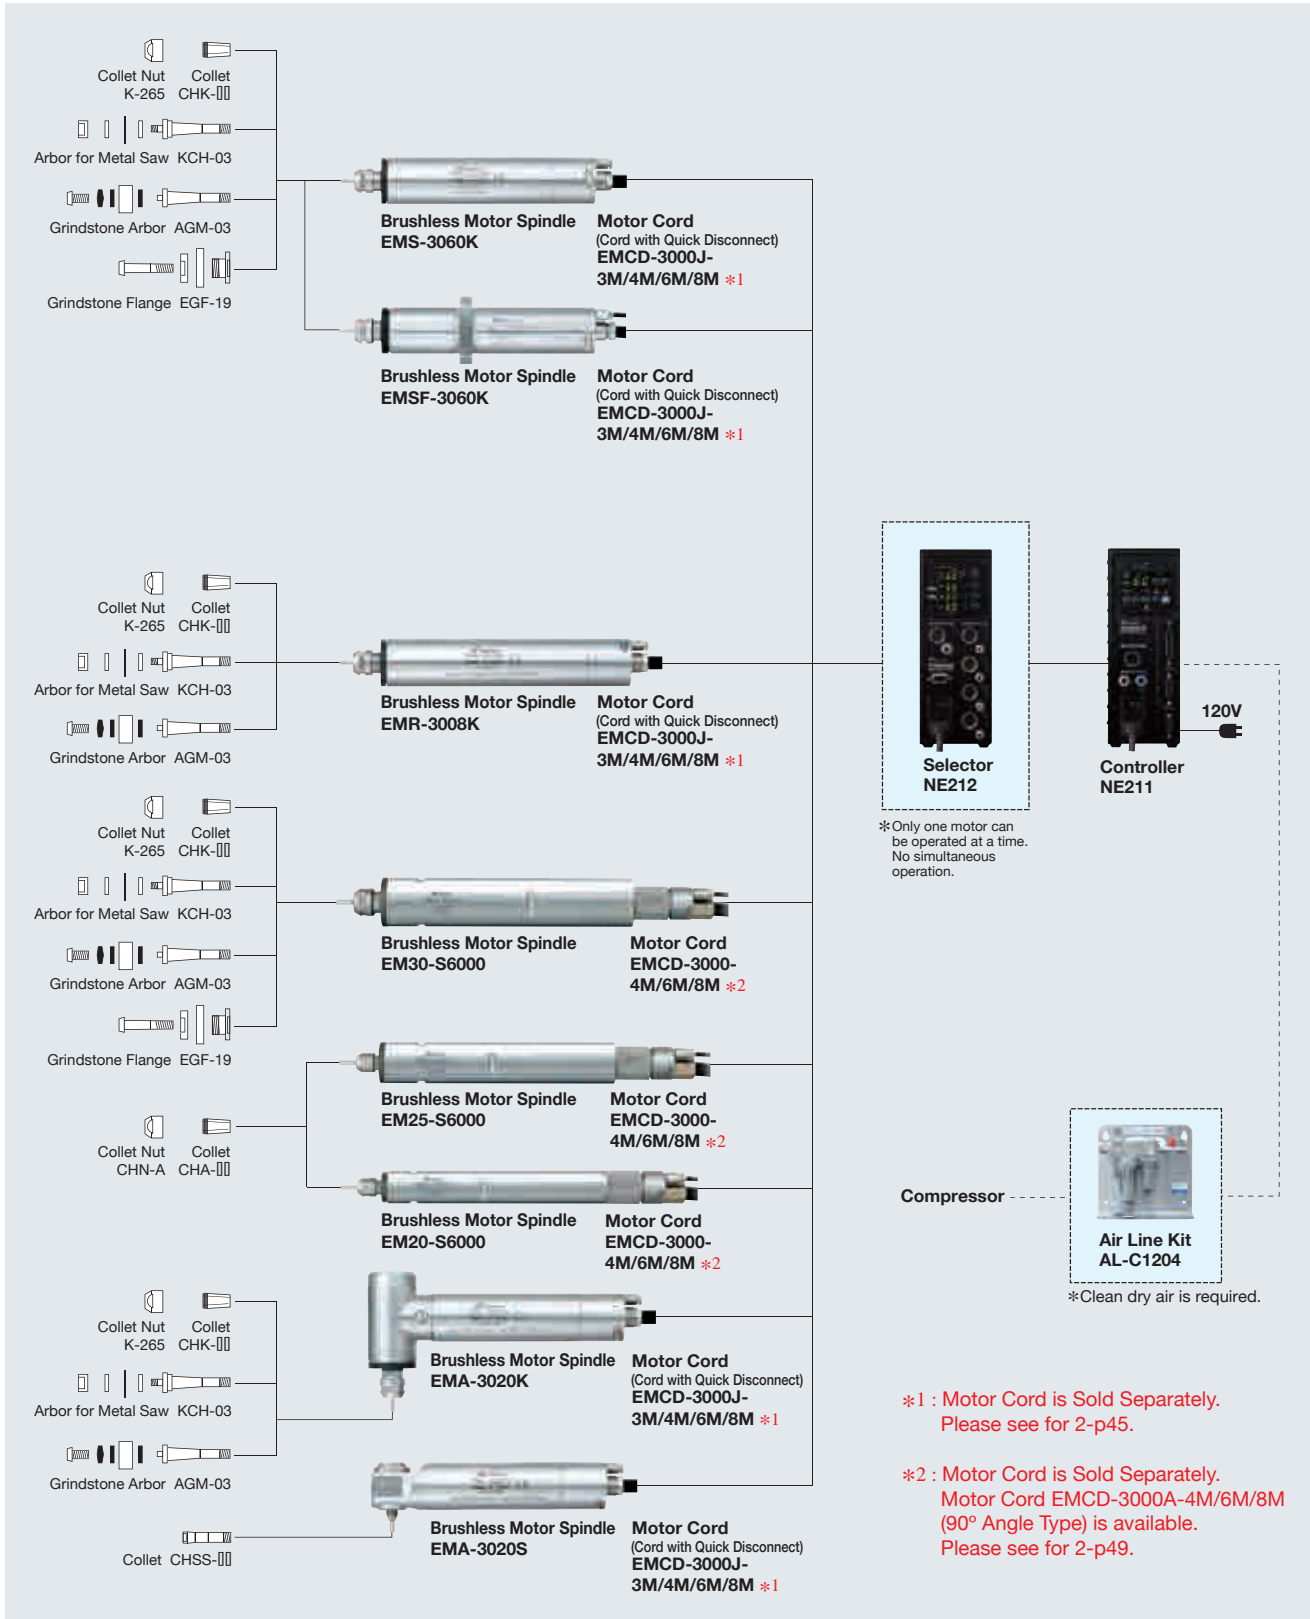 Collet Nut
K-265
Collet
CHK-▯▯
Arbor for Metal Saw KCH-03
Grindstone Arbor AGM-03
Grindstone Flange EGF-19
Brushless Motor Spindle
EMS-3060K
Motor Cord
(Cord with Quick Disconnect)
EMCD-3000J-
3M/4M/6M/8M *1
Brushless Motor Spindle
EMSF-3060K
Motor Cord
(Cord with Quick Disconnect)
EMCD-3000J-
3M/4M/6M/8M *1
Collet Nut
K-265
Collet
CHK-▯▯
Arbor for Metal Saw KCH-03
Grindstone Arbor AGM-03
Brushless Motor Spindle
EMR-3008K
Motor Cord
(Cord with Quick Disconnect)
EMCD-3000J-
3M/4M/6M/8M *1
Selector
NE212
*Only one motor can
be operated at a time.
No simultaneous
operation.
120V
Controller
NE211
Collet Nut
K-265
Collet
CHK-▯▯
Arbor for Metal Saw KCH-03
Grindstone Arbor AGM-03
Grindstone Flange EGF-19
Brushless Motor Spindle
EM30-S6000
Motor Cord
EMCD-3000-
4M/6M/8M *2
Collet Nut
CHN-A
Collet
CHA-▯▯
Brushless Motor Spindle
EM25-S6000
Motor Cord
EMCD-3000-
4M/6M/8M *2
Brushless Motor Spindle
EM20-S6000
Motor Cord
EMCD-3000-
4M/6M/8M *2
Compressor
Air Line Kit
AL-C1204
*Clean dry air is required.
Collet Nut
K-265
Collet
CHK-▯▯
Arbor for Metal Saw KCH-03
Grindstone Arbor AGM-03
Brushless Motor Spindle
EMA-3020K
Motor Cord
(Cord with Quick Disconnect)
EMCD-3000J-
3M/4M/6M/8M *1
Collet CHSS-▯▯
Brushless Motor Spindle
EMA-3020S
Motor Cord
(Cord with Quick Disconnect)
EMCD-3000J-
3M/4M/6M/8M *1
*1 : Motor Cord is Sold Separately.
Please see for 2-p45.
*2 : Motor Cord is Sold Separately.
Motor Cord EMCD-3000A-4M/6M/8M
(90º Angle Type) is available.
Please see for 2-p49.